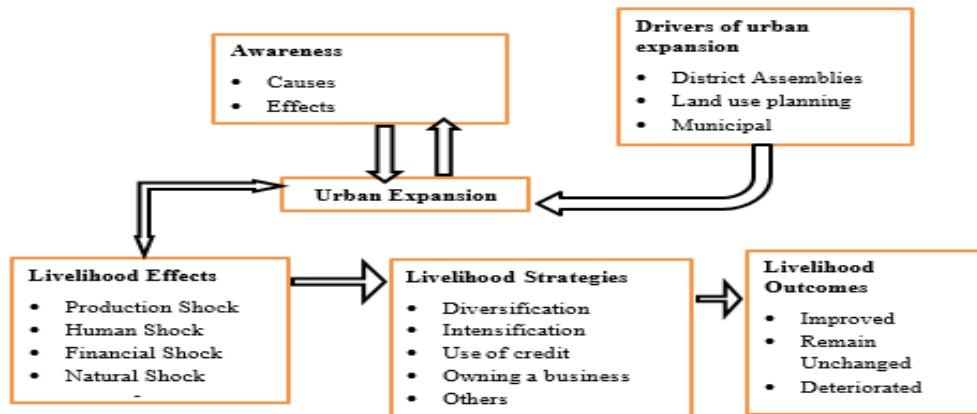 Awareness
• Causes
• Effects
Drivers of urban
expansion
• District Assemblies
• Land use planning
• Municipal
Urban Expansion
Livelihood Effects
• Production Shock
• Human Shock
• Financial Shock
• Natural Shock
-
Livelihood Strategies
• Diversification
• Intensification
• Use of credit
• Owning a business
• Others
Livelihood
Outcomes
• Improved
• Remain
Unchanged
• Deteriorated